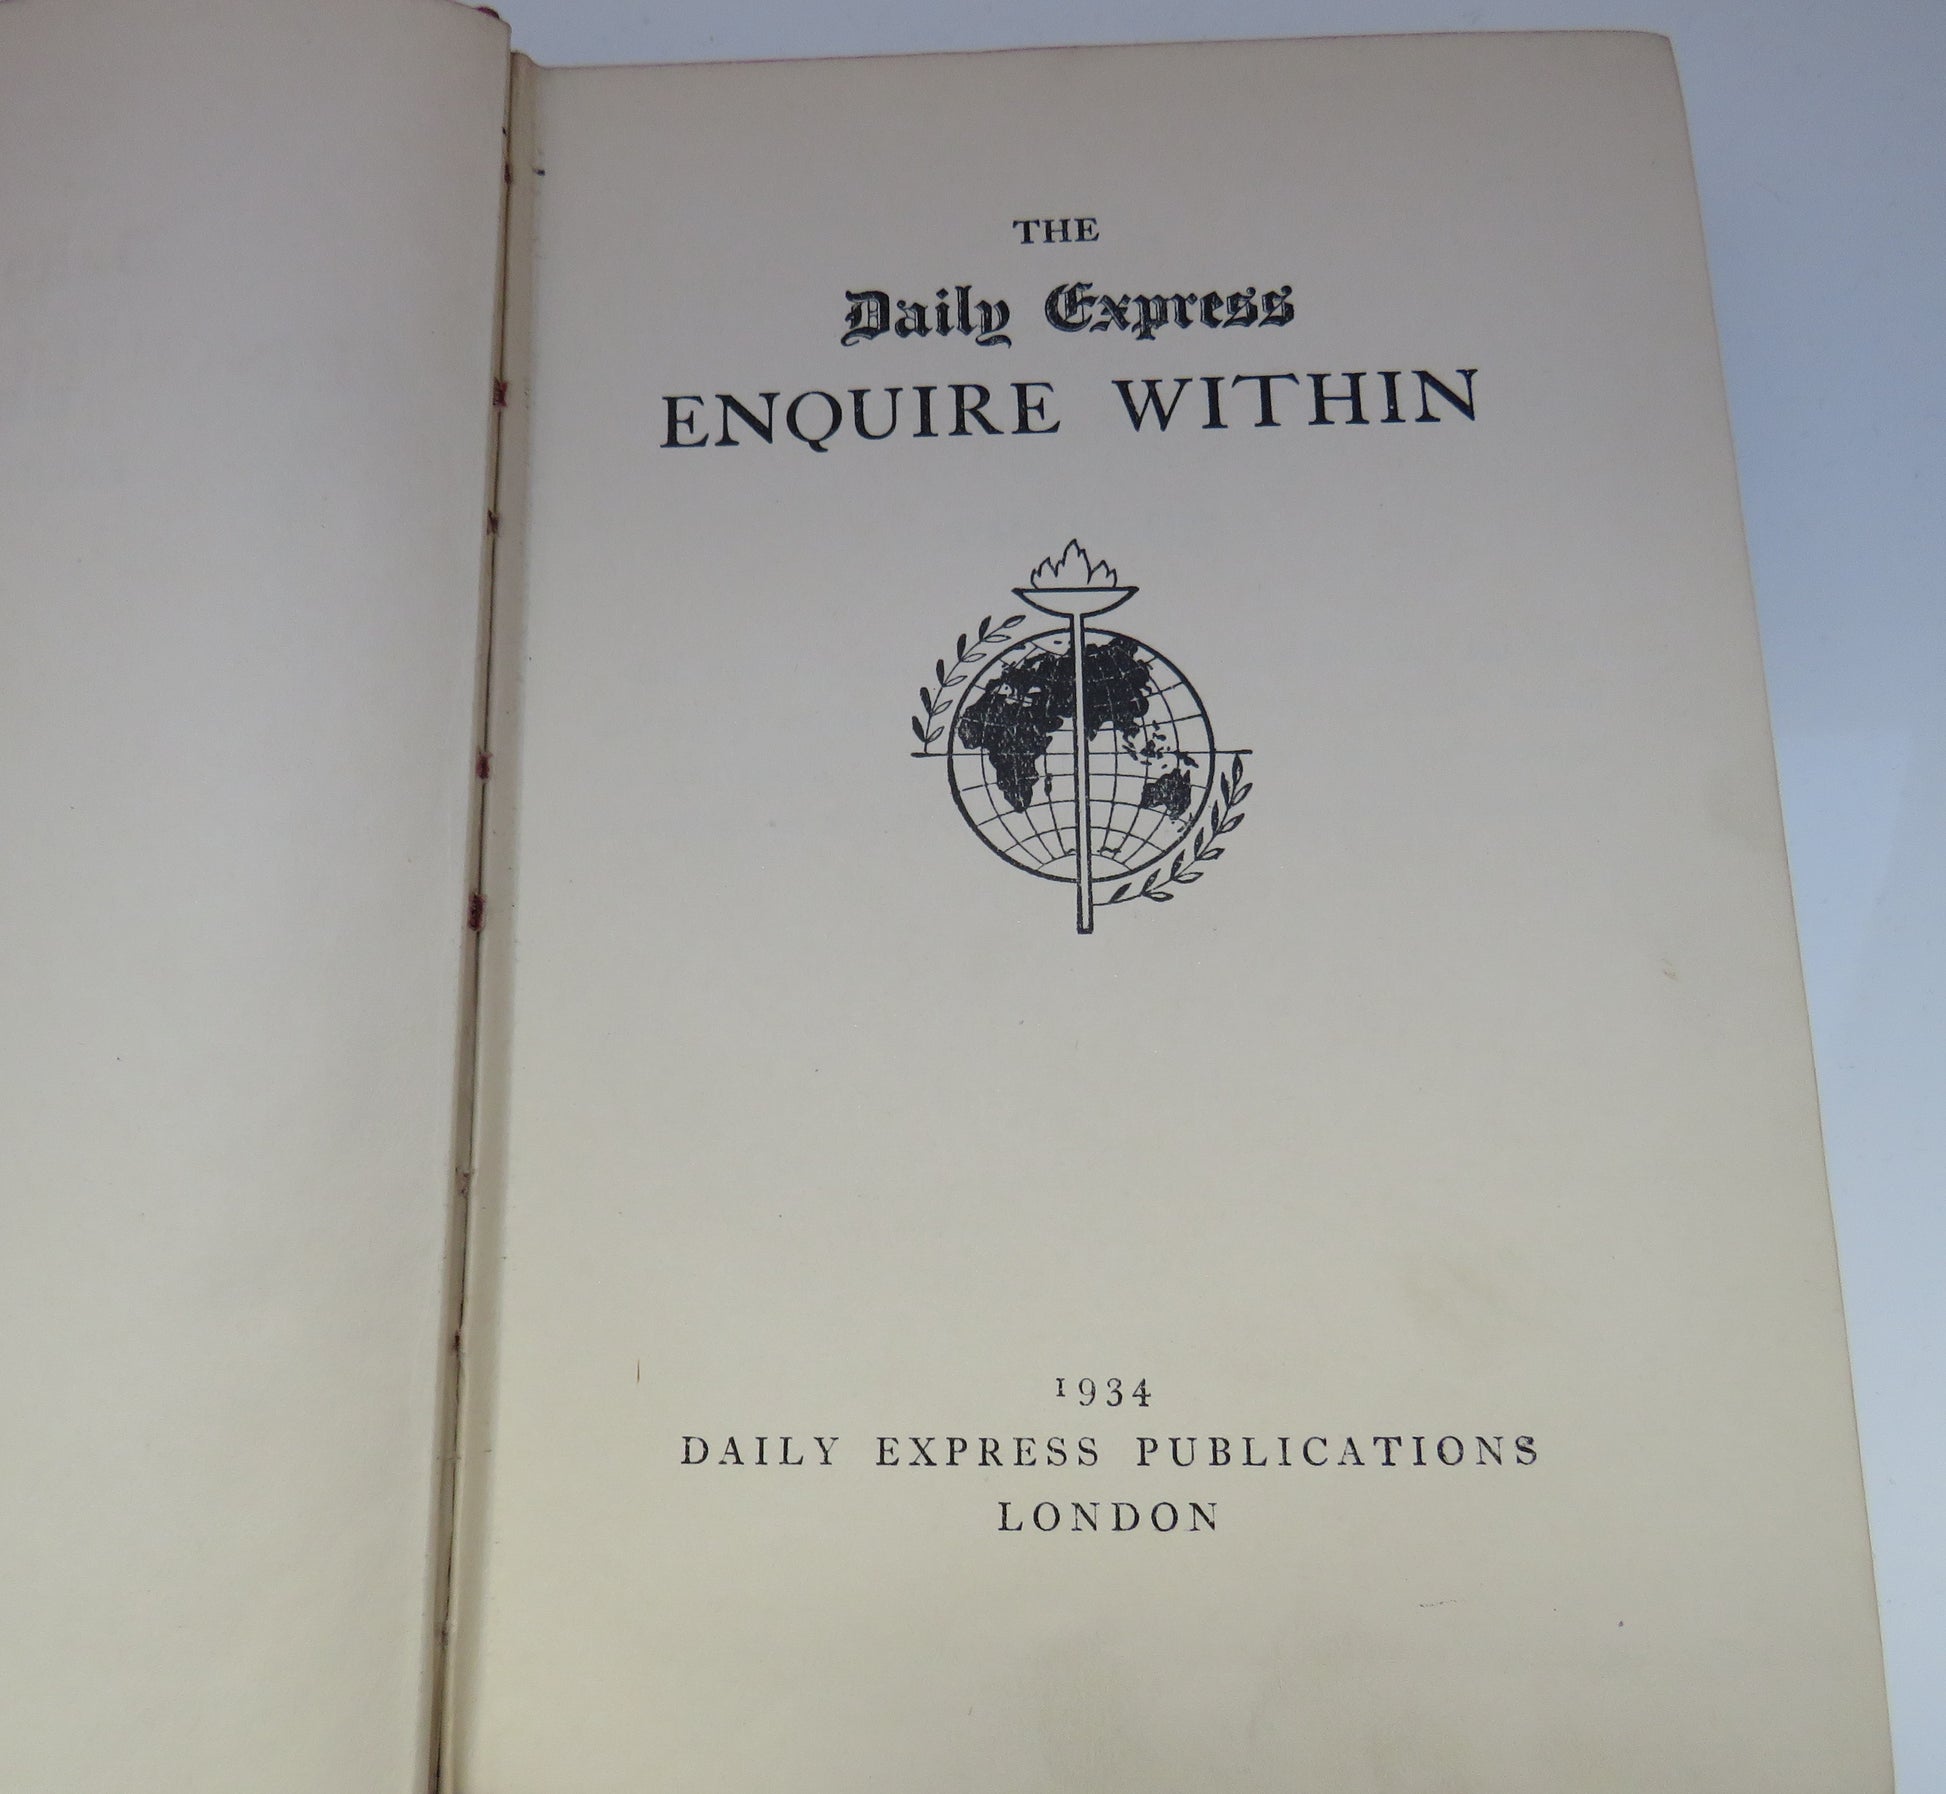 THE
Daily Express
ENQUIRE WITHIN
1934
DAILY EXPRESS PUBLICATIONS
LONDON